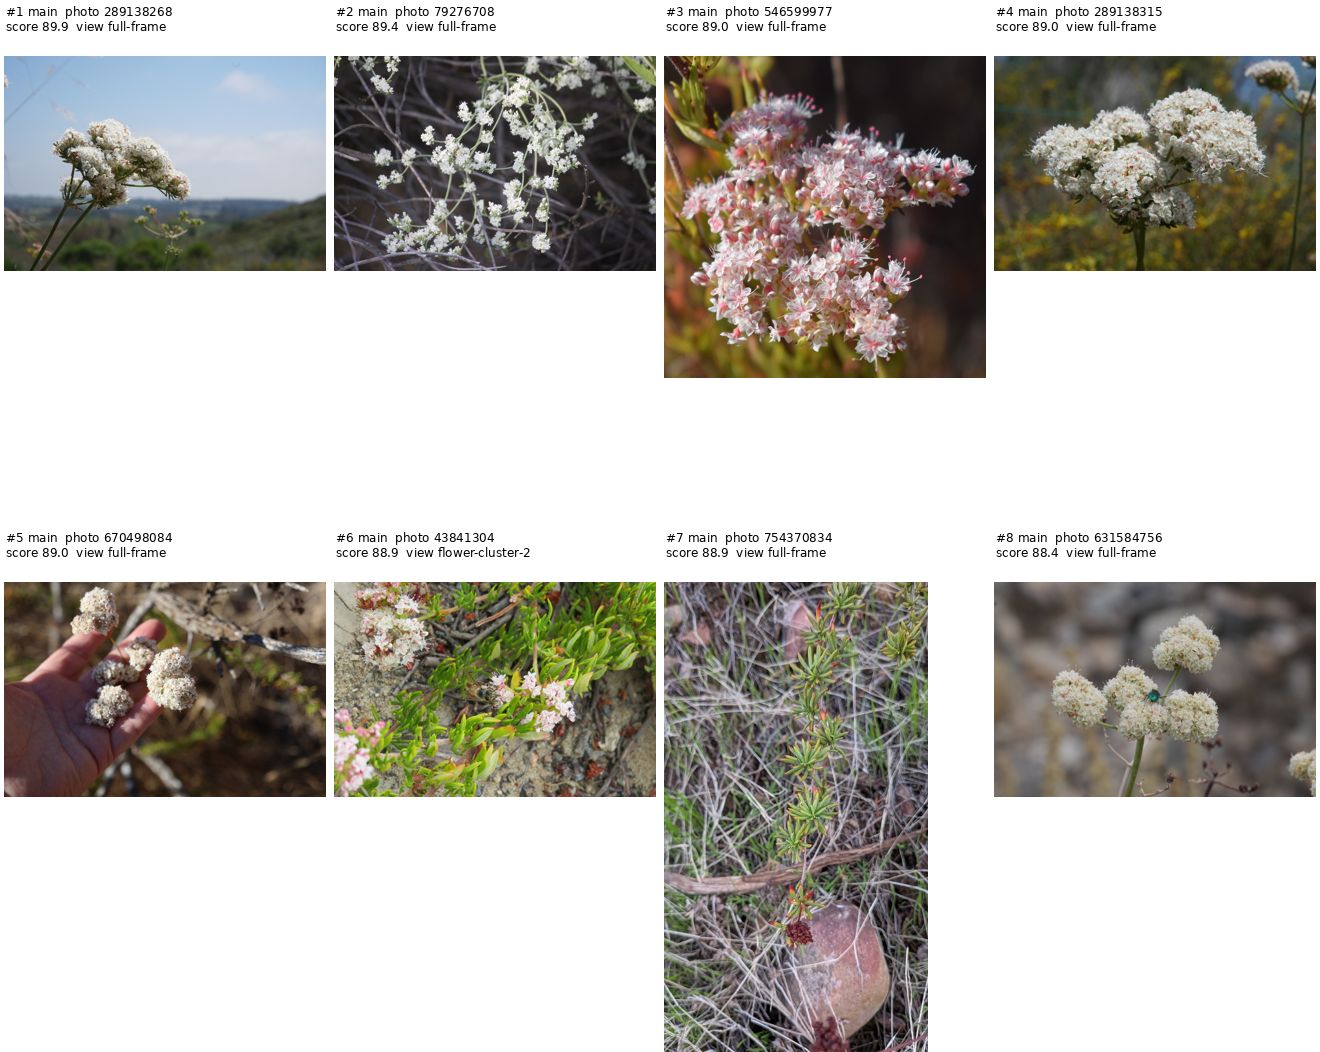 #1 main  photo 289138268
score 89.9  view full-frame
#2 main  photo 79276708
score 89.4  view full-frame
#3 main  photo 546599977
score 89.0  view full-frame
#4 main  photo 289138315
score 89.0  view full-frame
#5 main  photo 670498084
score 89.0  view full-frame
#6 main  photo 43841304
score 88.9  view flower-cluster-2
#7 main  photo 754370834
score 88.9  view full-frame
#8 main  photo 631584756
score 88.4  view full-frame